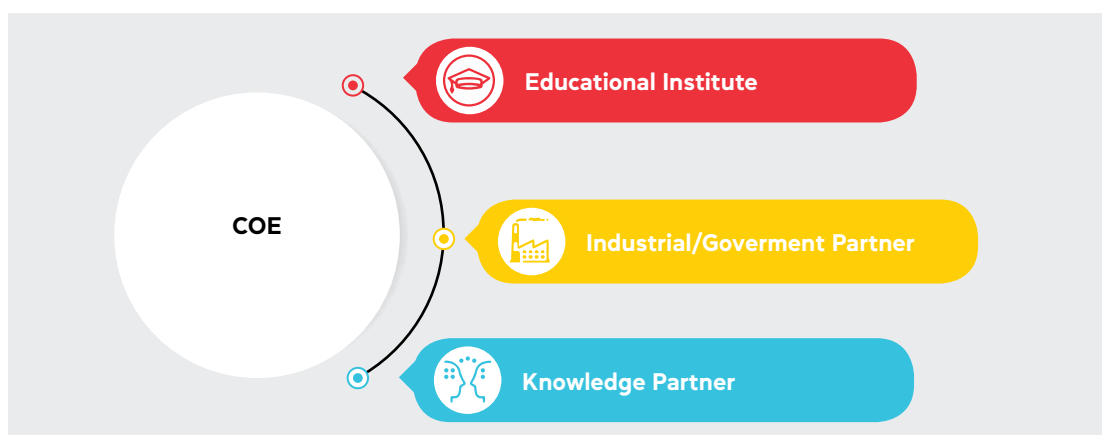 Educational Institute
COE
Industrial/Goverment Partner
Knowledge Partner